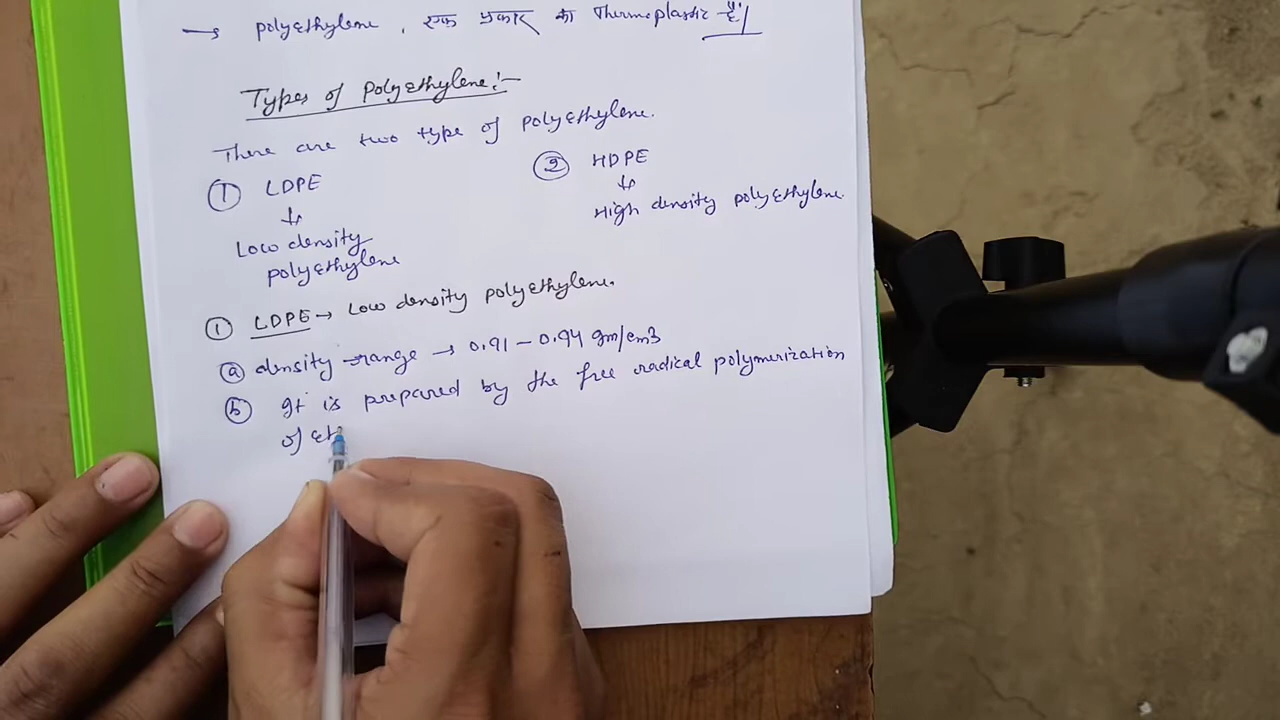 → polyethylene, एक प्रकार का Thermoplastic है।
Types of polyethylene:-
There are two type of polyethylene.
① LDPE
↓
Low density
polyethylene
② HDPE
↓
High density polyethylene.
① LDPE → Low density polyethylene.
ⓐ density range → 0.91 - 0.94 gm/cm3
ⓑ It is prepared by the free radical polymerization
of eth